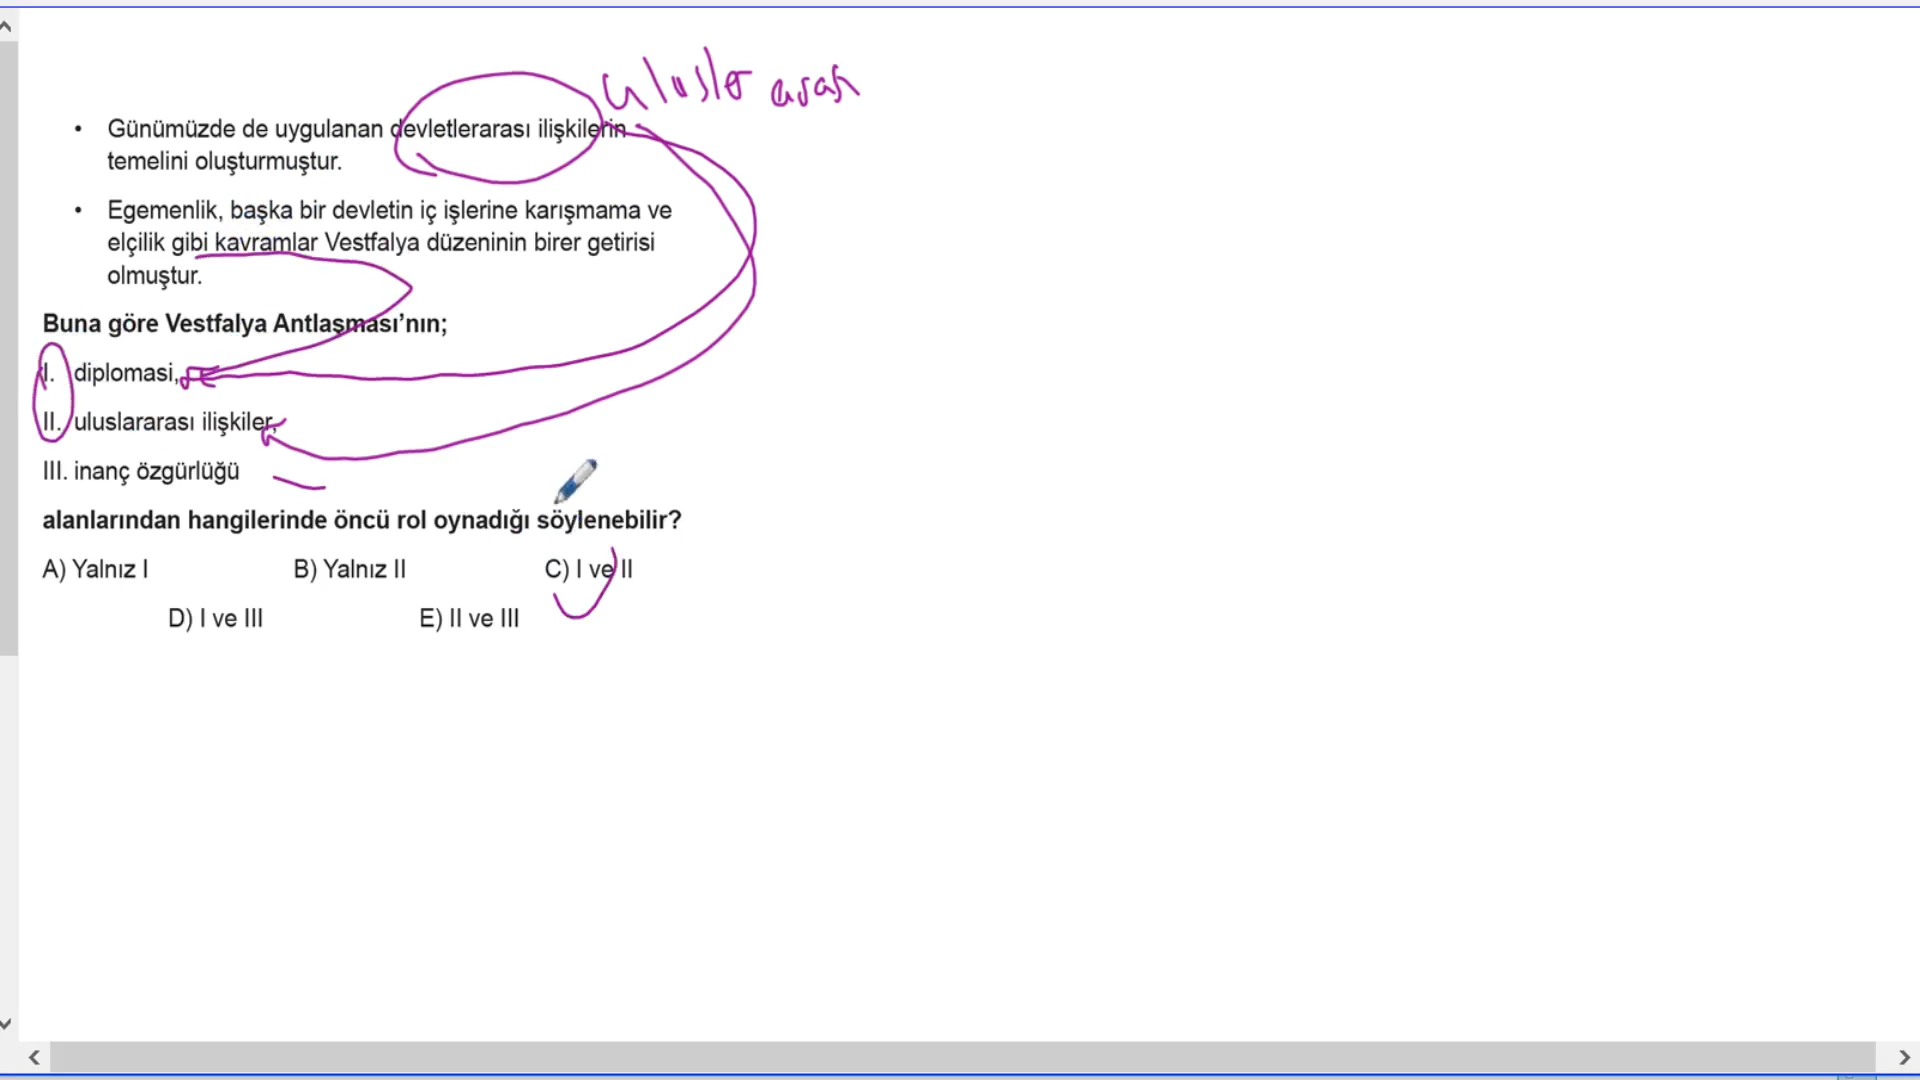 uluslar arası
• Günümüzde de uygulanan devletlerarası ilişkilerin
temelini oluşturmuştur.
• Egemenlik, başka bir devletin iç işlerine karışmama ve
elçilik gibi kavramlar Vestfalya düzeninin birer getirisi
olmuştur.
Buna göre Vestfalya Antlaşması’nın;
I. diplomasi,
II. uluslararası ilişkiler,
III. inanç özgürlüğü
alanlarından hangilerinde öncü rol oynadığı söylenebilir?
A) Yalnız I B) Yalnız II C) I ve II
D) I ve III E) II ve III